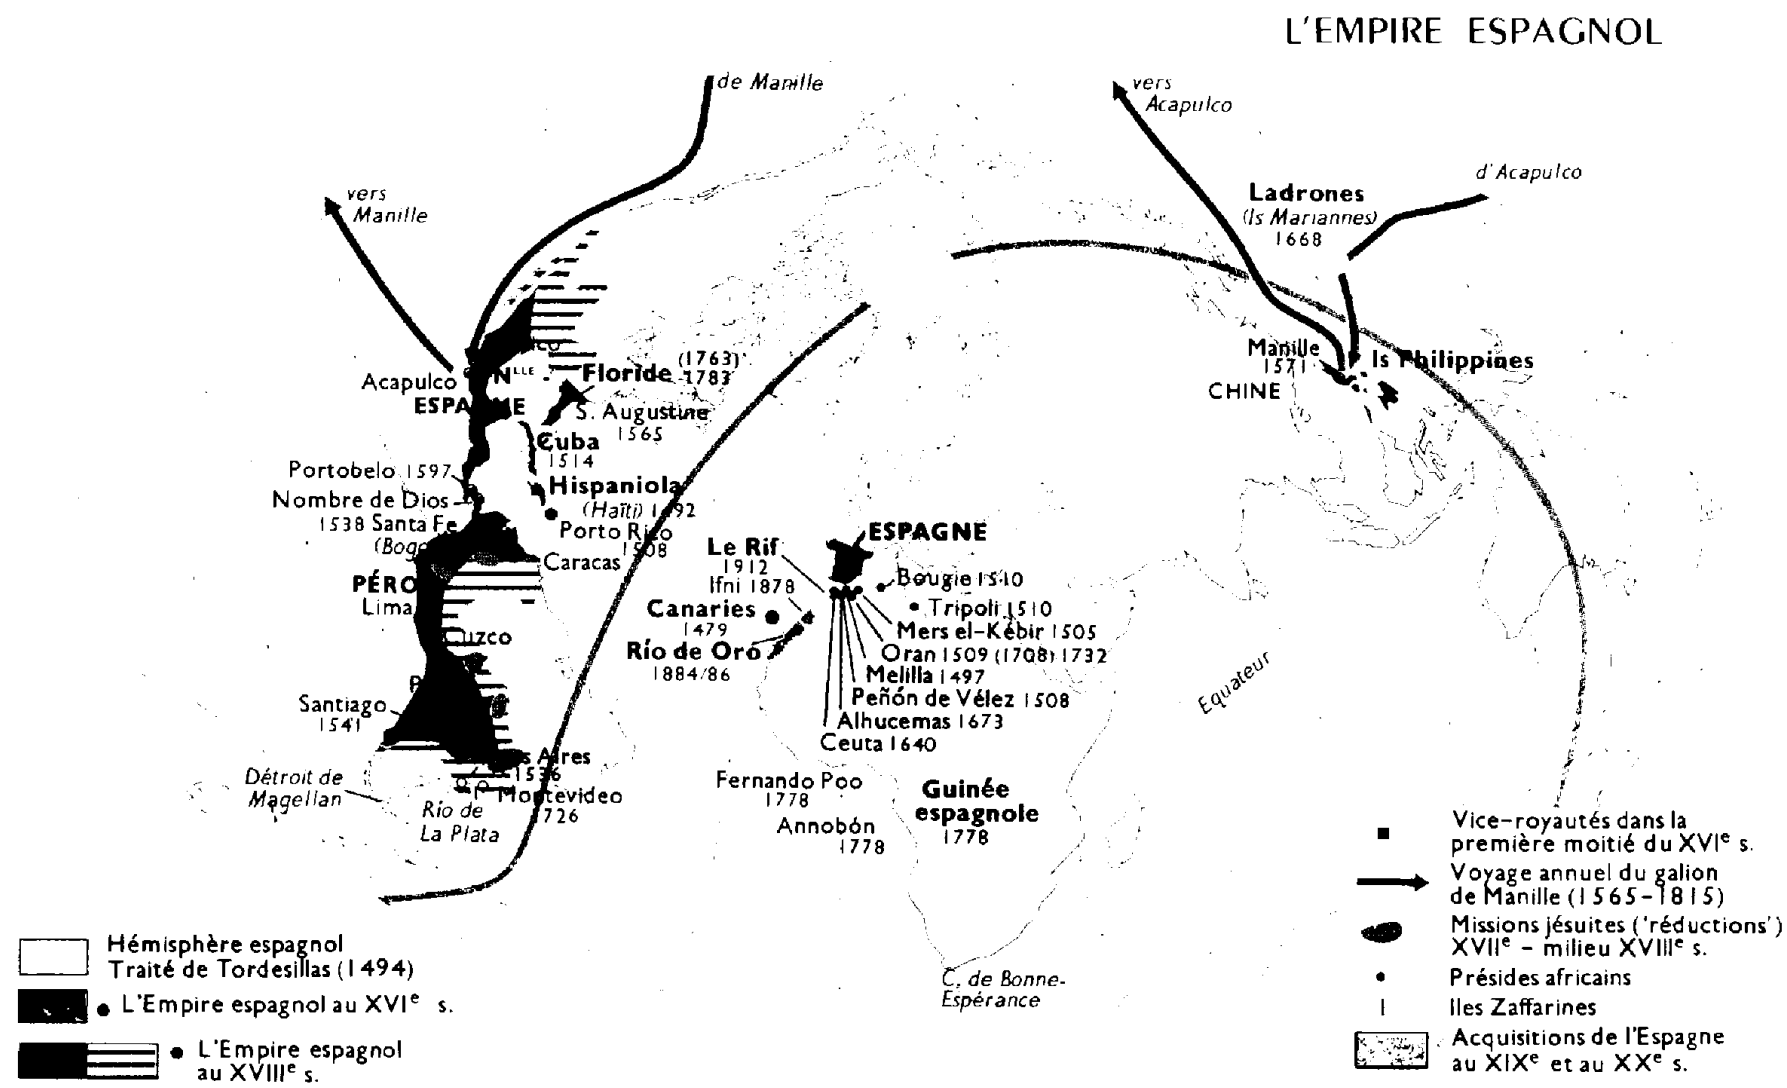 L'EMPIRE ESPAGNOL
de Manille
vers
Acapulco
vers
Manille
Ladrones
(Is Mariannes)
1668
d'Acapulco
Manille
1571
Is Philippines
CHINE
Acapulco
Nlle
ESPAGNE
Floride
(1763)
1783
S. Augustine
1565
Cuba
1514
Portobelo 1597
Hispaniola
(Haïti) 1492
Nombre de Dios
1538 Santa Fe
Porto Rico
1508
Caracas
PÉRO
Lima
Cuzco
Santiago
1541
Aires
1536
Montevideo
1726
Détroit de
Magellan
Río de
La Plata
ESPAGNE
Le Rif
1912
Ifni 1878
Canaries
1479
Río de Oro
1884/86
Bougie 1510
Tripoli 1510
Mers el-Kébir 1505
Oran 1509 (1708) 1732
Melilla 1497
Peñón de Vélez 1508
Alhucemas 1673
Ceuta 1640
Equateur
Fernando Poo
1778
Annobón
1778
Guinée
espagnole
1778
C. de Bonne-
Espérance
Hémisphère espagnol
Traité de Tordesillas (1494)
L'Empire espagnol au XVIe s.
L'Empire espagnol
au XVIIIe s.
Vice-royautés dans la
première moitié du XVIe s.
Voyage annuel du galion
de Manille (1565-1815)
Missions jésuites ('réductions')
XVIIe - milieu XVIIIe s.
Présides africains
Iles Zaffarines
Acquisitions de l'Espagne
au XIXe et au XXe s.